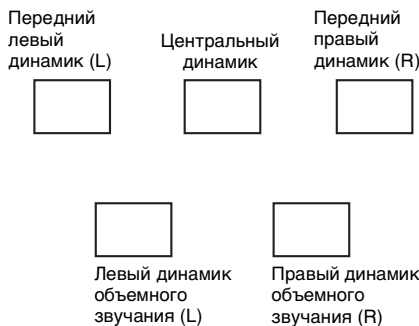 Передний
левый
динамик (L)
Центральный
динамик
Передний
правый
динамик (R)
Левый динамик
объемного
звучания (L)
Правый динамик
объемного
звучания (R)